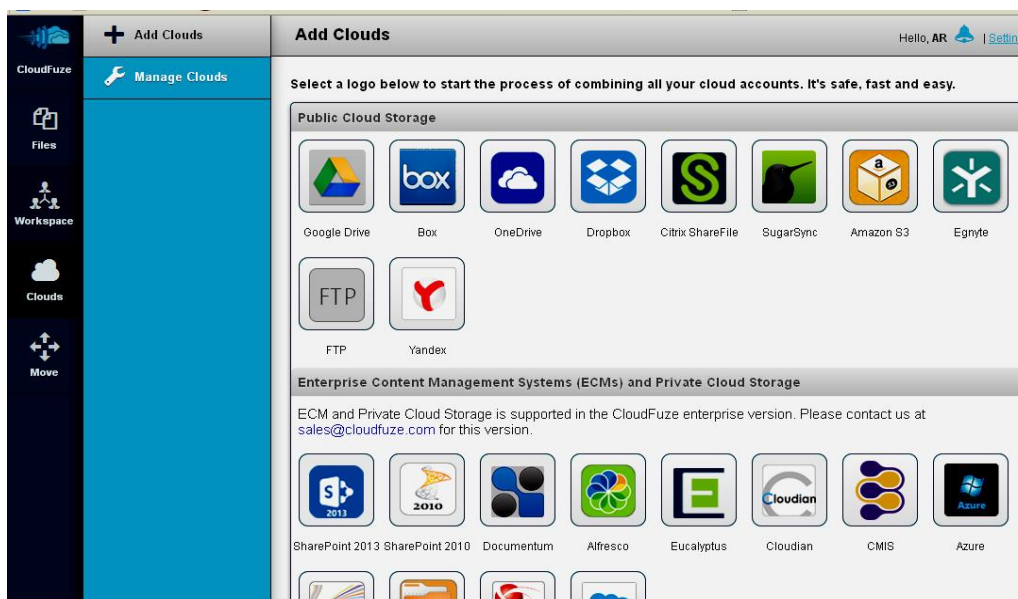 CloudFuze
Files
Workspace
Clouds
Move
Add Clouds
Manage Clouds
Add Clouds
Hello, AR | Settin
Select a logo below to start the process of combining all your cloud accounts. It's safe, fast and easy.
Public Cloud Storage
box
a
s3
FTP
Google Drive Box OneDrive Dropbox Citrix ShareFile SugarSync Amazon S3 Egnyte
FTP Yandex
Enterprise Content Management Systems (ECMs) and Private Cloud Storage
ECM and Private Cloud Storage is supported in the CloudFuze enterprise version. Please contact us at
sales@cloudfuze.com for this version.
S 2013
2010
E
Cloudian
Azure
SharePoint 2013 SharePoint 2010 Documentum Alfresco Eucalyptus Cloudian CMIS Azure